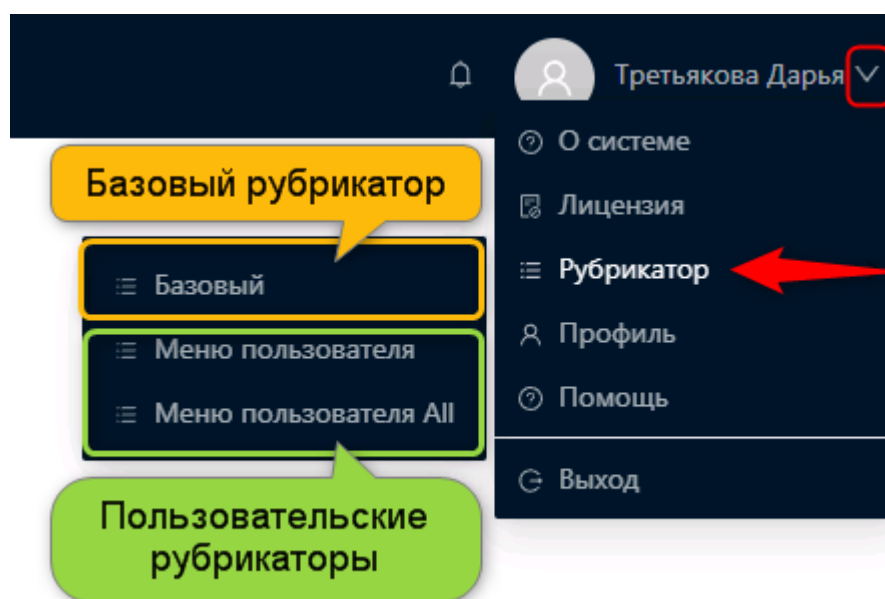 Третьякова Дарья
О системе
Базовый рубрикатор
Лицензия
Базовый
Рубрикатор
Меню пользователя
Профиль
Меню пользователя All
Помощь
Пользовательские
рубрикаторы
Выход